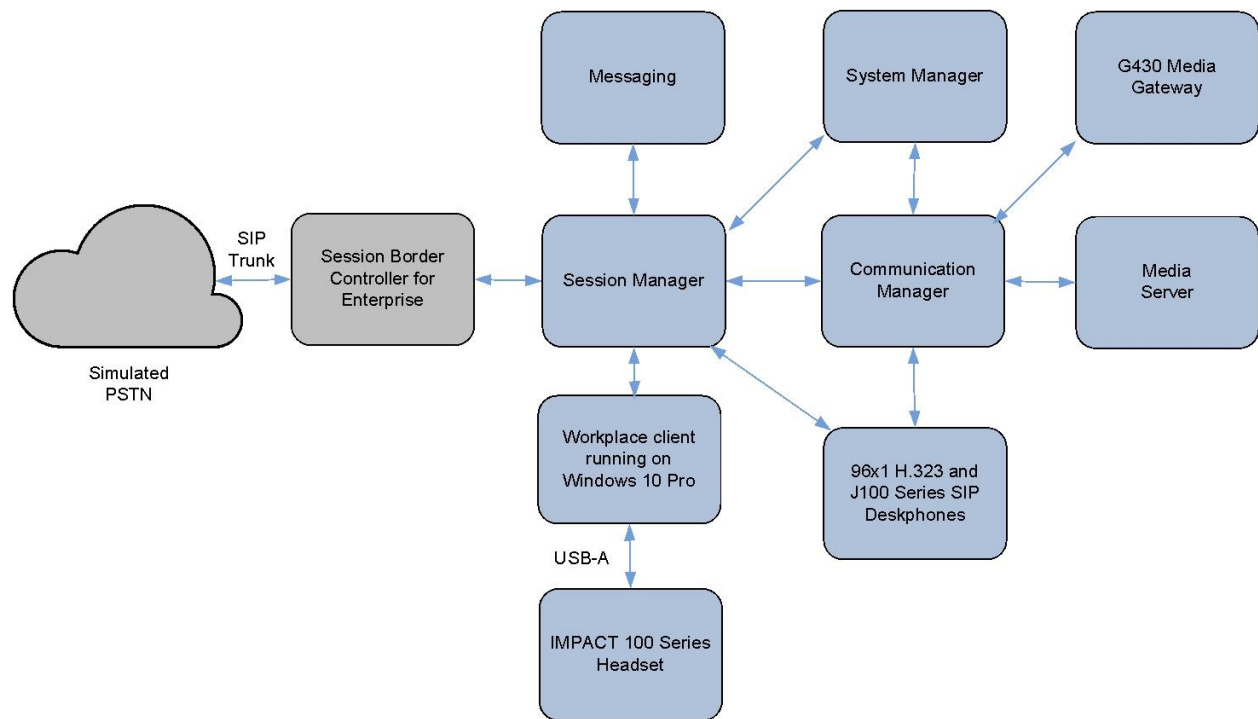 Messaging
System Manager
G430 Media
Gateway
SIP
Trunk
Session Border
Controller for
Enterprise
Session Manager
Communication
Manager
Media
Server
Simulated
PSTN
Workplace client
running on
Windows 10 Pro
96x1 H.323 and
J100 Series SIP
Deskphones
USB-A
IMPACT 100 Series
Headset